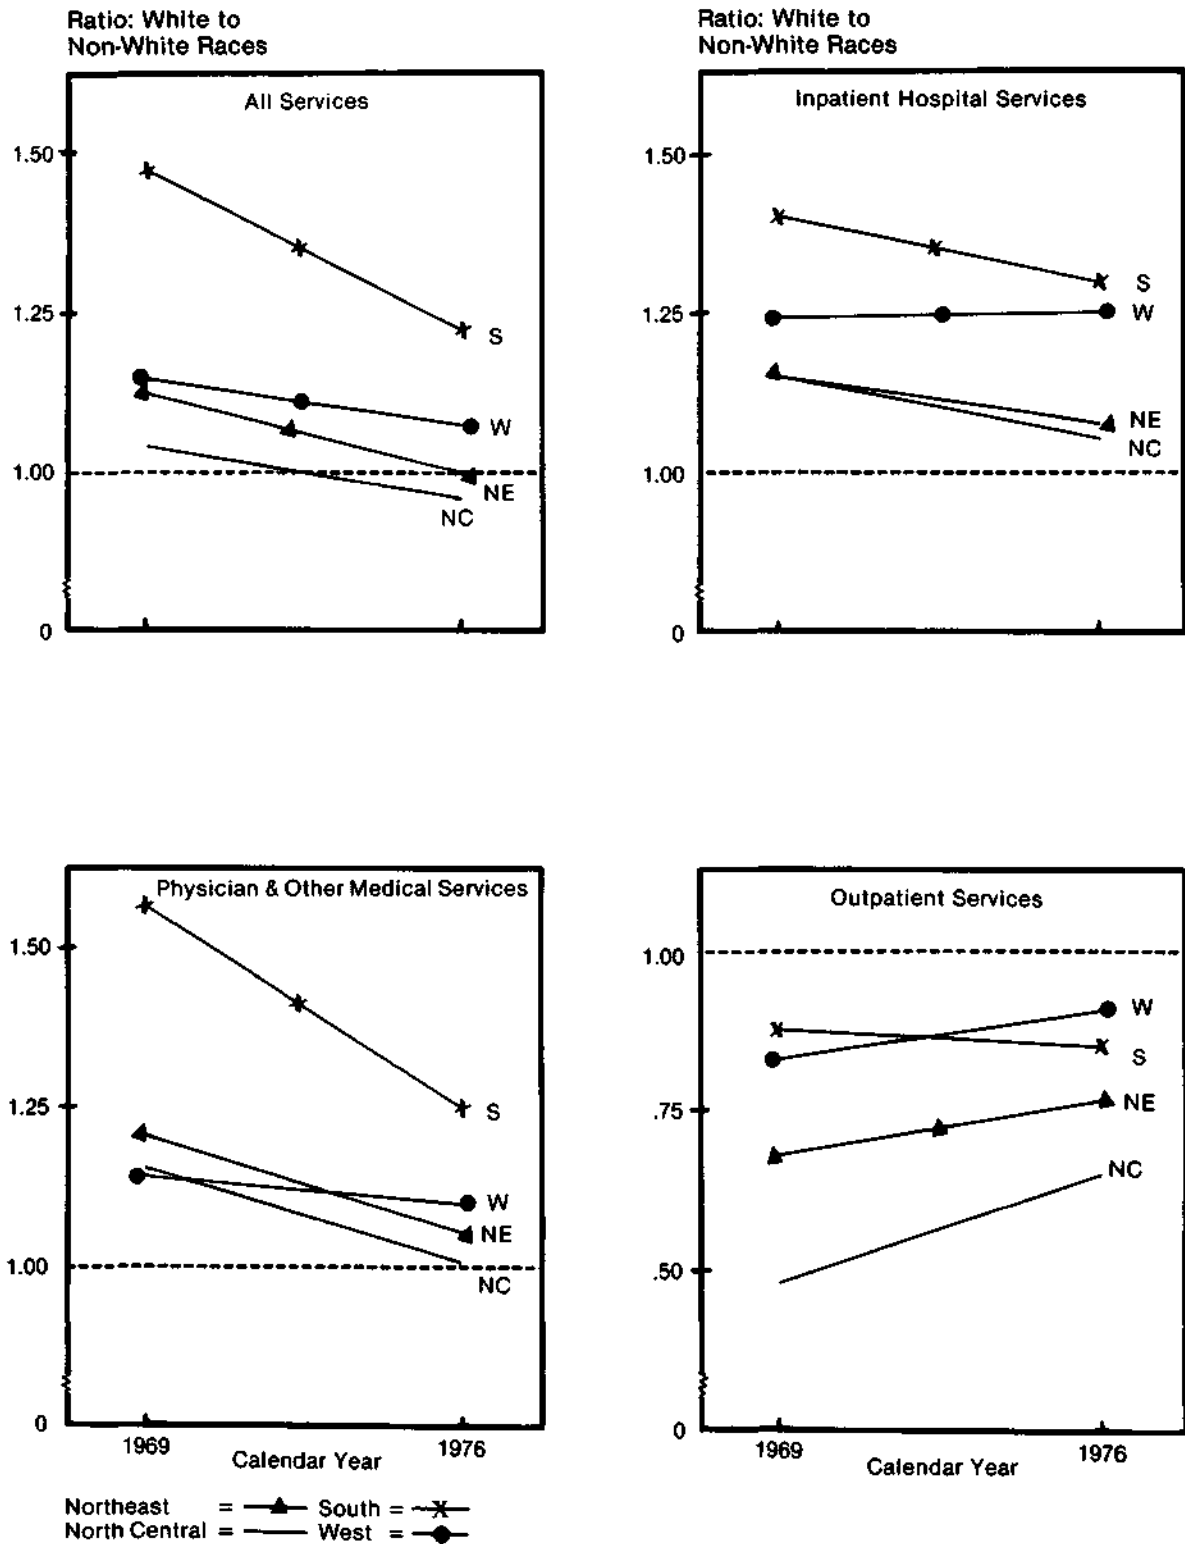 Ratio: White to
Non-White Races
All Services
1.50
1.25
1.00
0
S
W
NE
NC
Ratio: White to
Non-White Races
Inpatient Hospital Services
1.50
1.25
1.00
0
S
W
NE
NC
Physician & Other Medical Services
1.50
1.25
1.00
0
S
W
NE
NC
1969
1976
Calendar Year
Outpatient Services
1.00
.75
.50
0
W
S
NE
NC
1969
1976
Calendar Year
Northeast = South =
North Central = West =